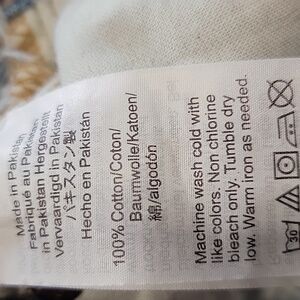 Made in Pakistan
Fabriqué au Pakistan
in Pakistan Hergestellt
Vervaardigd in Pakistan
パキスタン製
Hecho en Pakistán
100% Cotton/Coton/
Baumwolle/Katoen/
綿/algodón
Machine wash cold with
like colors. Non chlorine
bleach only. Tumble dry
low. Warm iron as needed.
30